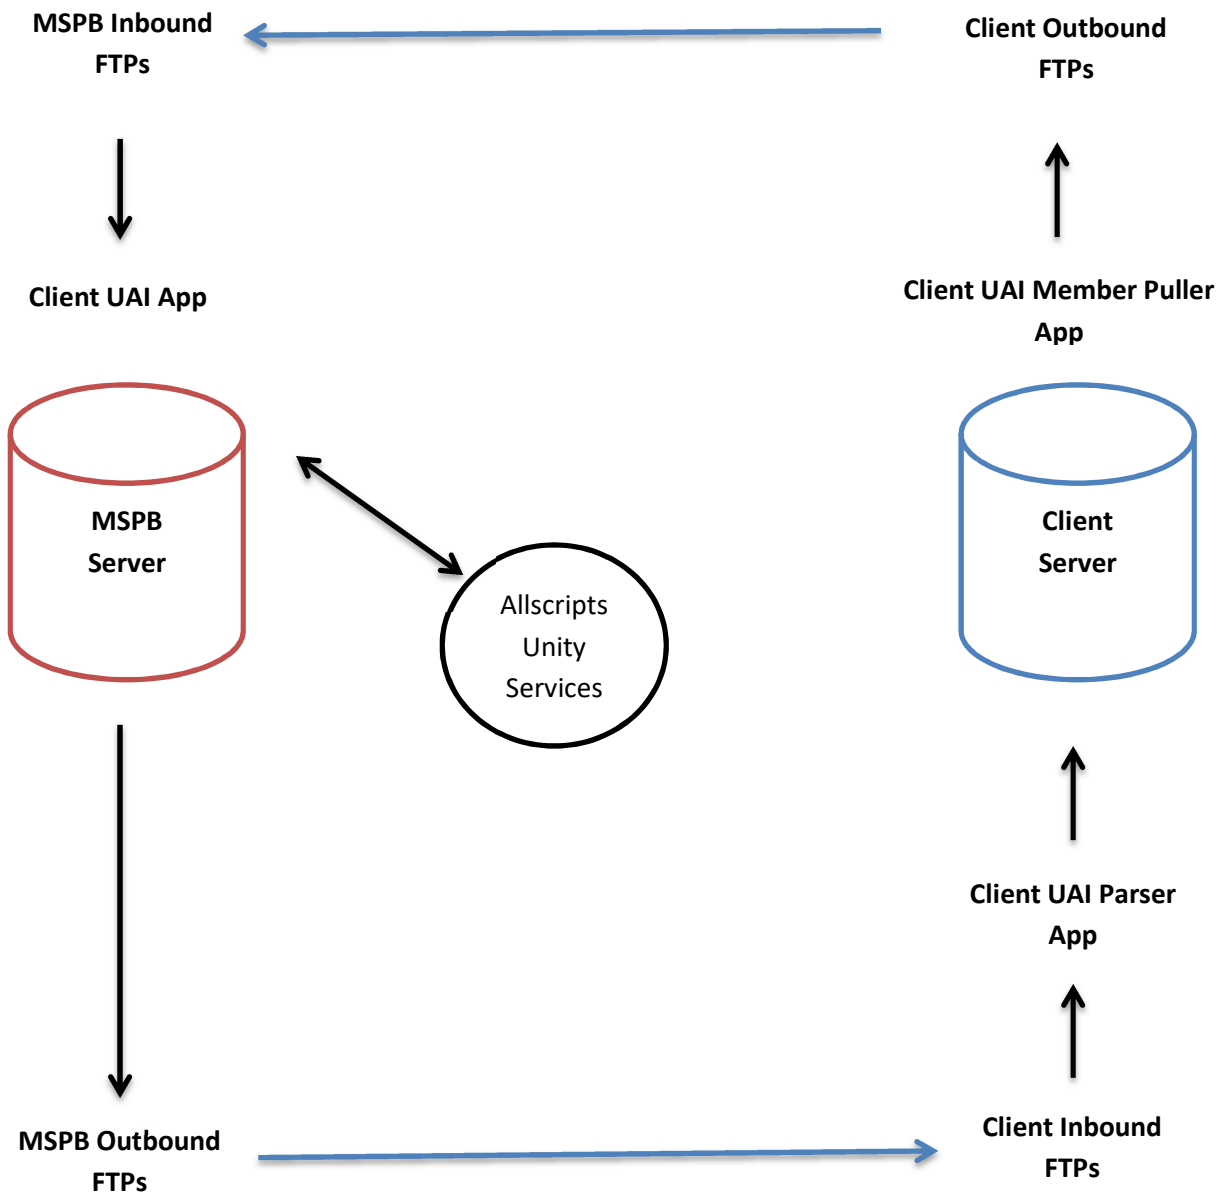 MSPB Inbound
FTPs
Client Outbound
FTPs
Client UAI App
Client UAI Member Puller
App
MSPB
Server
Client
Server
Allscripts
Unity
Services
Client UAI Parser
App
MSPB Outbound
FTPs
Client Inbound
FTPs